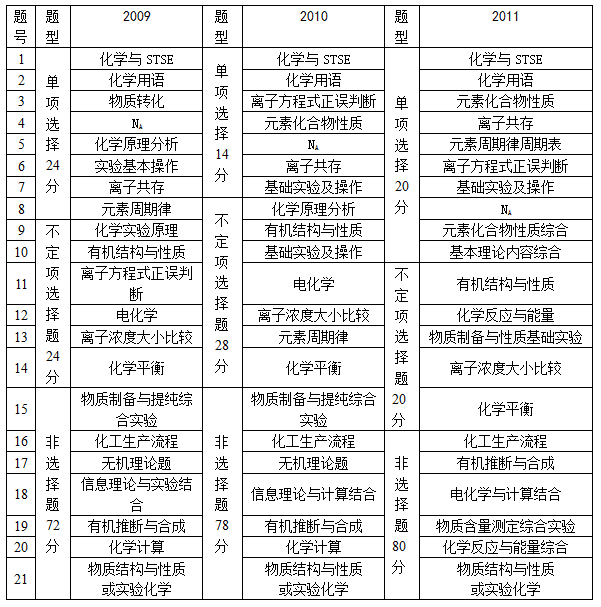 题号 题型 2009 题型 2010 题型 2011
1 单项选择24分 化学与STSE 单项选择14分 化学与STSE 单项选择20分 化学与STSE
2 化学用语 化学用语 化学用语
3 物质转化 离子方程式正误判断 元素化合物性质
4 NA 元素化合物性质 离子共存
5 化学原理分析 NA 元素周期律周期表
6 实验基本操作 离子共存 离子方程式正误判断
7 离子共存 基础实验及操作 基础实验及操作
8 元素周期律 不定项选择题28分 化学原理分析 NA
9 不定项选择题24分 化学实验原理 有机结构与性质 元素化合物性质综合
10 有机结构与性质 基础实验及操作 基本理论内容综合
11 离子方程式正误判断 电化学 不定项选择题20分 有机结构与性质
12 电化学 离子浓度大小比较 化学反应与能量
13 离子浓度大小比较 元素周期律 物质制备与性质基础实验
14 化学平衡 化学平衡 离子浓度大小比较
15 非选择题72分 物质制备与提纯综合实验 非选择题78分 物质制备与提纯综合实验 化学平衡
16 化工生产流程 化工生产流程 非选择题80分 化工生产流程
17 无机理论题 无机理论题 有机推断与合成
18 信息理论与实验结合 信息理论与计算结合 电化学与计算结合
19 有机推断与合成 有机推断与合成 物质含量测定综合实验
20 化学计算 化学计算 化学反应与能量综合
21 物质结构与性质或实验化学 物质结构与性质或实验化学 物质结构与性质或实验化学